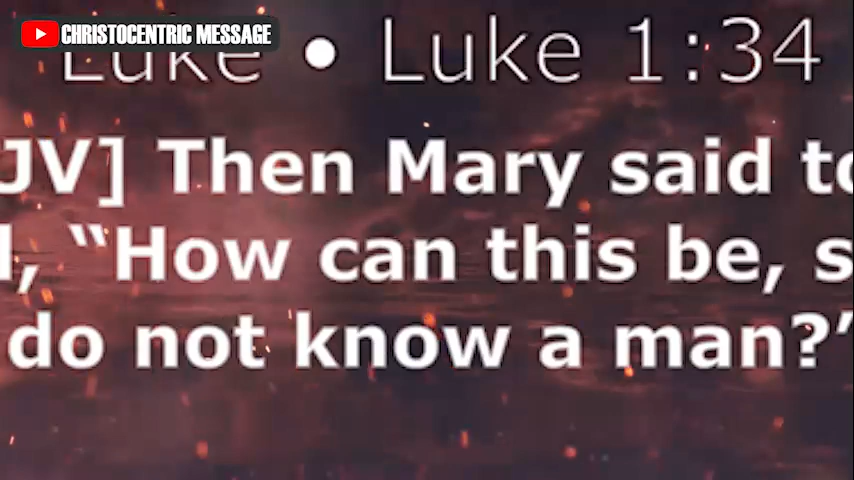 CHRISTOCENTRIC MESSAGE
Luke • Luke 1:34
JV] Then Mary said to
, “How can this be, s
do not know a man?’